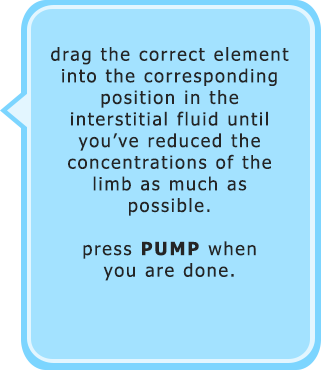 drag the correct element
into the corresponding
position in the
interstitial fluid until
you've reduced the
concentrations of the
limb as much as
possible.
press PUMP when
you are done.